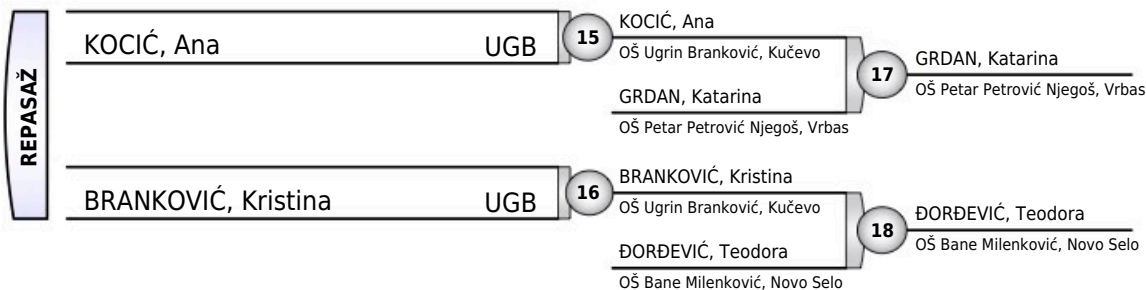 REPASAŽ
KOCIĆ, Ana UGB
15
KOCIĆ, Ana
OŠ Ugrin Branković, Kučevo
GRDAN, Katarina
OŠ Petar Petrović Njegoš, Vrbas
17
GRDAN, Katarina
OŠ Petar Petrović Njegoš, Vrbas
BRANKOVIĆ, Kristina UGB
16
BRANKOVIĆ, Kristina
OŠ Ugrin Branković, Kučevo
ĐORĐEVIĆ, Teodora
OŠ Bane Milenković, Novo Selo
18
ĐORĐEVIĆ, Teodora
OŠ Bane Milenković, Novo Selo